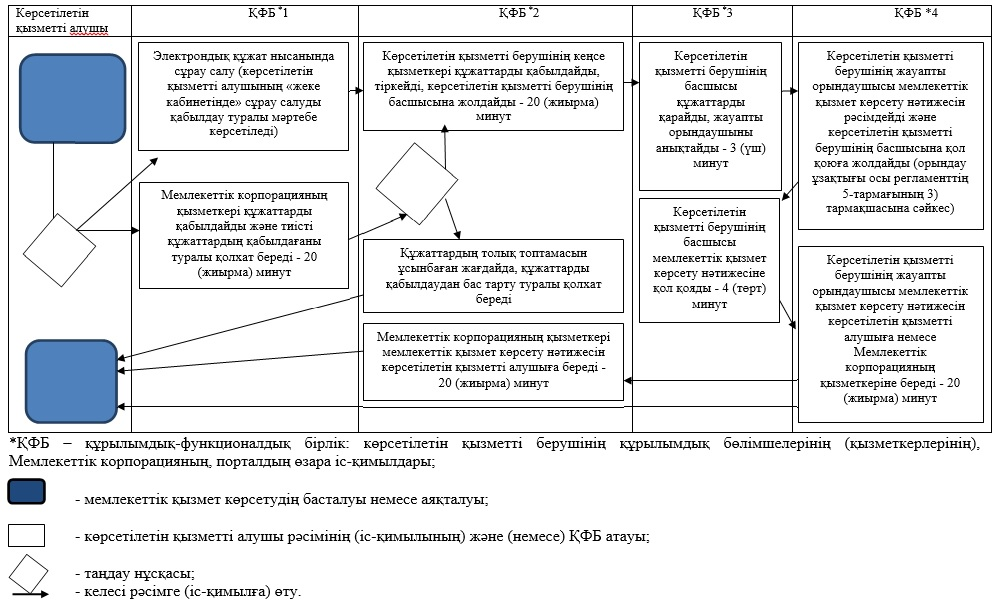 Көрсетілетін
қызметті алушы
ҚФБ *1
ҚФБ *2
ҚФБ *3
ҚФБ *4
Электрондық құжат нысанында
сұрау салу (көрсетілетін
қызметті алушының «жеке
кабинетінде» сұрау салуды
қабылдау туралы мәртебе
көрсетіледі)
Мемлекеттік корпорацияның
қызметкері құжаттарды
қабылдайды және тиісті
құжаттардың қабылдағаны
туралы қолхат береді - 20
(жиырма) минут
Көрсетілетін қызметті берушінің кеңсе
қызметкері құжаттарды қабылдайды,
тіркейді, көрсетілетін қызметті берушінің
басшысына жолдайды - 20 (жиырма)
минут
Құжаттардың толық топтамасын
ұсынбаған жағдайда, құжаттарды
қабылдаудан бас тарту туралы қолхат
береді
Мемлекеттік корпорацияның қызметкері
мемлекеттік қызмет көрсету нәтижесін
көрсетілетін қызметті алушыға береді -
20 (жиырма) минут
Көрсетілетін
қызметті берушінің
басшысы
құжаттарды
қарайды, жауапты
орындаушыны
анықтайды - 3 (үш)
минут
Көрсетілетін
қызметті берушінің
басшысы
мемлекеттік қызмет
көрсету нәтижесіне
қол қояды - 4 (төрт)
минут
Көрсетілетін қызметті
берушінің жауапты
орындаушысы мемлекеттік
қызмет көрсету нәтижесін
рәсімдейді және
көрсетілетін қызметті
берушінің басшысына қол
қоюға жолдайды (орындау
ұзақтығы осы регламенттің
5-тармағының 3)
тармақшасына сәйкес)
Көрсетілетін қызметті
берушінің жауапты
орындаушысы мемлекеттік
қызмет көрсету нәтижесін
көрсетілетін қызметті
алушыға немесе
Мемлекеттік
корпорацияның
қызметкеріне береді - 20
(жиырма) минут
*ҚФБ – құрылымдық-функционалдық бірлік: көрсетілетін қызметті берушінің құрылымдық бөлімшелерінің (қызметкерлерінің),
Мемлекеттік корпорацияның, порталдың өзара іс-қимылдары;
- мемлекеттік қызмет көрсетудің басталуы немесе аяқталуы;
- көрсетілетін қызметті алушы рәсімінің (іс-қимылының) және (немесе) ҚФБ атауы;
- таңдау нұсқасы;
- келесі рәсімге (іс-қимылға) өту.